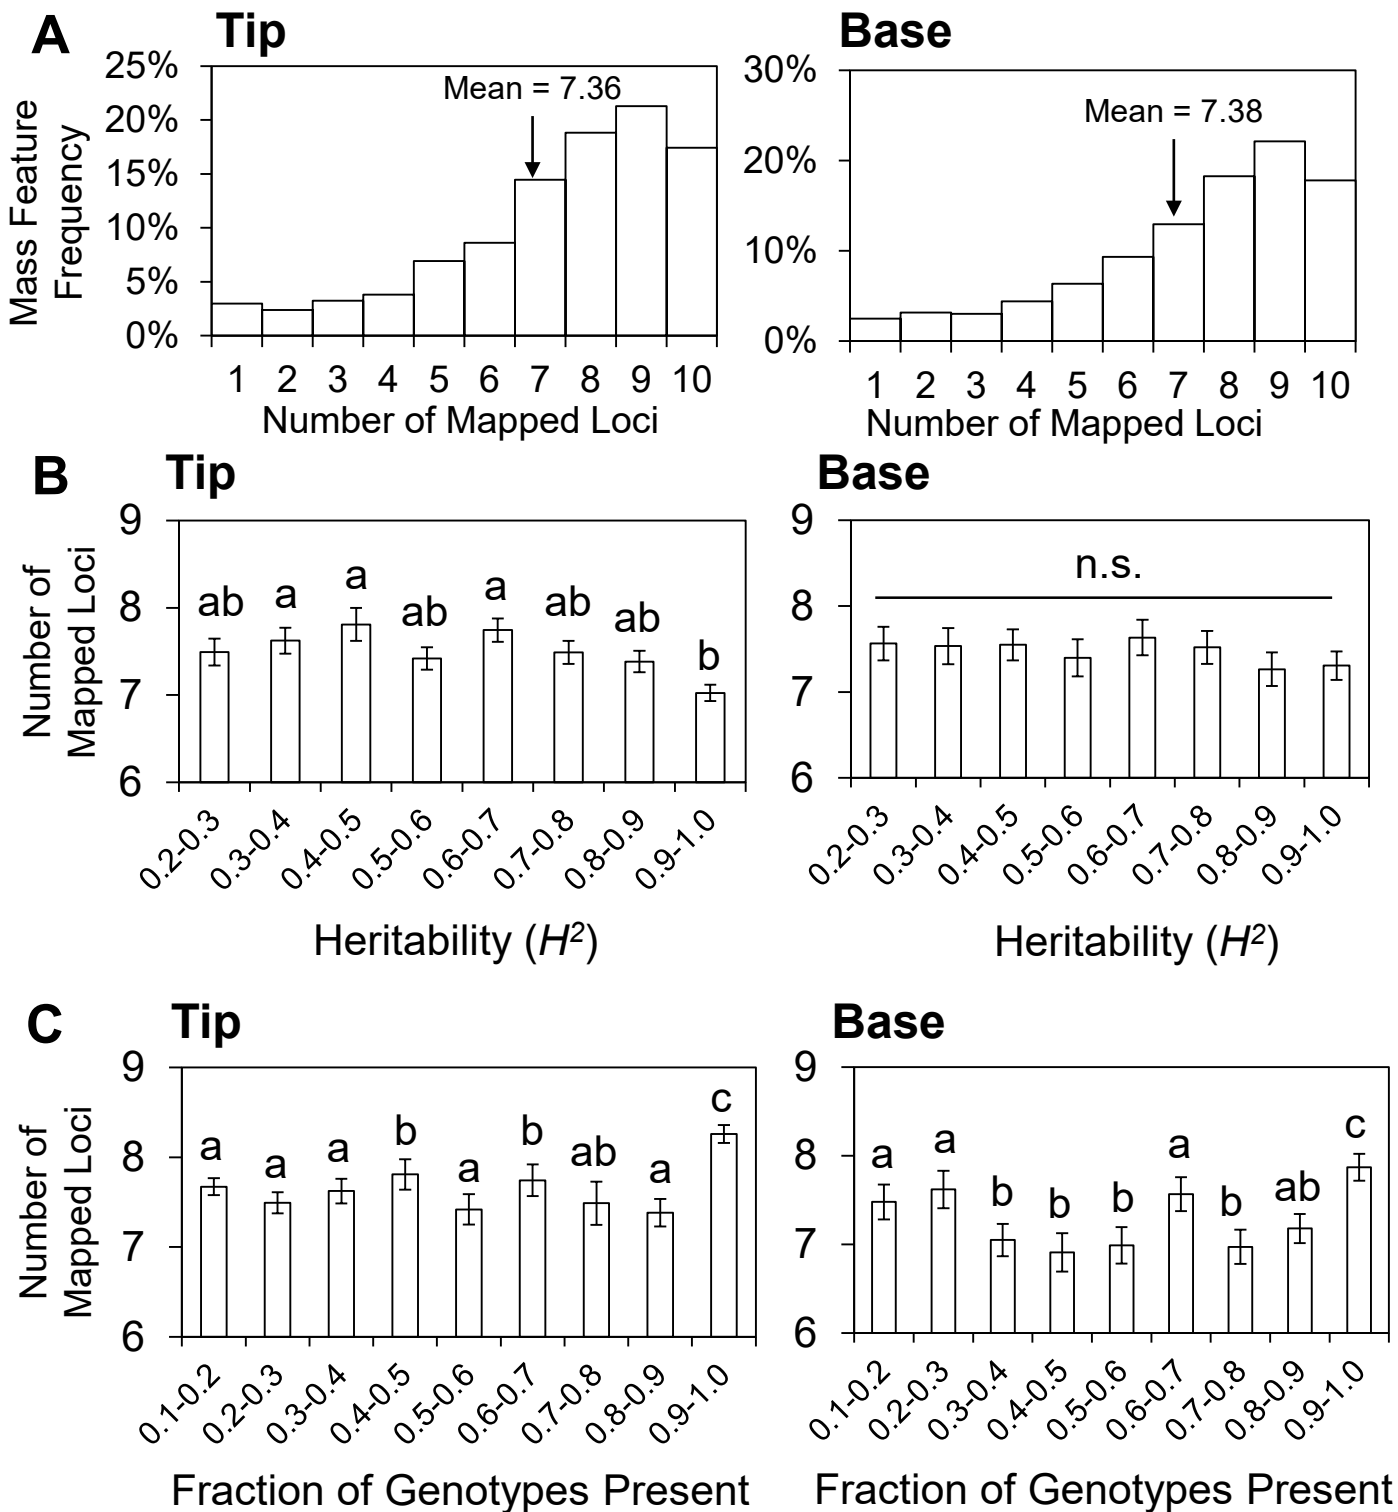 A
Tip
Base
Mass Feature
Frequency
25%
20%
15%
10%
5%
0%
Mean = 7.36
1 2 3 4 5 6 7 8 9 10
Number of Mapped Loci
30%
20%
10%
0%
Mean = 7.38
1 2 3 4 5 6 7 8 9 10
Number of Mapped Loci
B
Tip
Base
Number of
Mapped Loci
9
8
7
6
ab a a ab a ab ab b
0.2-0.3 0.3-0.4 0.4-0.5 0.5-0.6 0.6-0.7 0.7-0.8 0.8-0.9 0.9-1.0
Heritability (H²)
9
8
7
6
n.s.
0.2-0.3 0.3-0.4 0.4-0.5 0.5-0.6 0.6-0.7 0.7-0.8 0.8-0.9 0.9-1.0
Heritability (H²)
C
Tip
Base
Number of
Mapped Loci
9
8
7
6
a a a b a b ab a c
0.1-0.2 0.2-0.3 0.3-0.4 0.4-0.5 0.5-0.6 0.6-0.7 0.7-0.8 0.8-0.9 0.9-1.0
Fraction of Genotypes Present
9
8
7
6
a a b b b a b ab c
0.1-0.2 0.2-0.3 0.3-0.4 0.4-0.5 0.5-0.6 0.6-0.7 0.7-0.8 0.8-0.9 0.9-1.0
Fraction of Genotypes Present